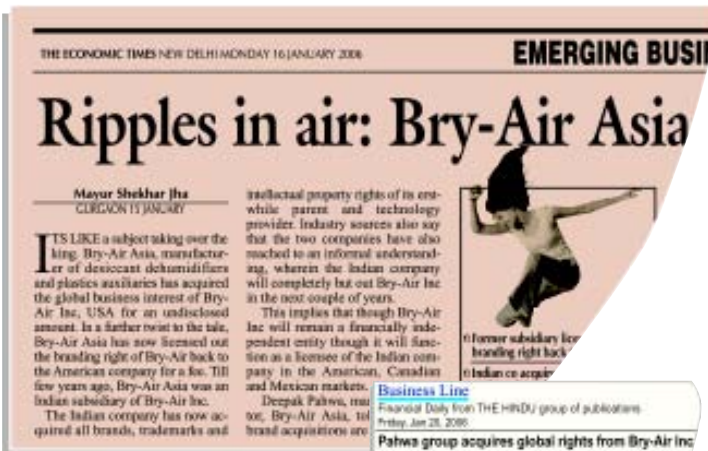 THE ECONOMIC TIMES NEW DELHI MONDAY 16 JANUARY 2006
EMERGING BUSI
Ripples in air: Bry-Air Asia
Mayur Shekhar Jha
GURGAON 15 JANUARY
ITS LIKE a subject taking over the
king. Bry-Air Asia, manufactur-
er of desiccant dehumidifiers
and plastics auxiliaries has acquired
the global business interest of Bry-
Air Inc, USA for an undisclosed
amount. In a further twist to the tale,
Bry-Air Asia has now licensed out
the branding right of Bry-Air back to
the American company for a fee. Till
few years ago, Bry-Air Asia was an
Indian subsidiary of Bry-Air Inc.
The Indian company has now ac-
quired all brands, trademarks and
intellectual property rights of its erst-
while parent and technology
provider. Industry sources also say
that the two companies have also
reached to an informal understand-
ing, wherein the Indian company
will completely but out Bry-Air Inc
in the next couple of years.
This implies that though Bry-Air
Inc will remain a financially inde-
pendent entity though it will func-
tion as a licensee of the Indian com-
pany in the American, Canadian
and Mexican markets.
Deepak Pahwa, ma
tor, Bry-Air Asia, tol
brand acquisitions are
Former subsidiary lice
branding right back
Indian co acquir
Business Line
Financial Daily from THE HINDU group of publications
Friday, Jan 20, 2006
Pahwa group acquires global rights from Bry-Air Inc